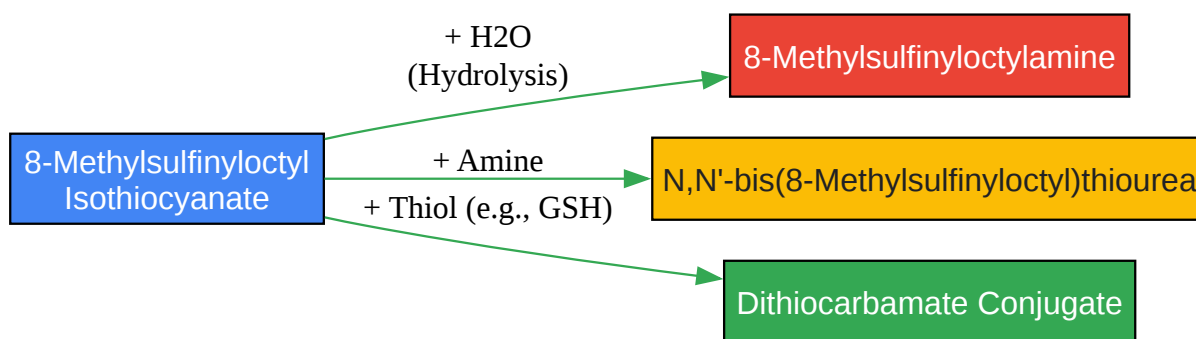 + H2O
(Hydrolysis)
8-Methylsulfinyloctylamine
8-Methylsulfinyloctyl
Isothiocyanate
+ Amine
N,N'-bis(8-Methylsulfinyloctyl)thiourea
+ Thiol (e.g., GSH)
Dithiocarbamate Conjugate